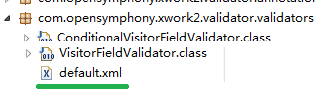 com.opensymphony.xwork2.validator.validators
ConditionalVisitorFieldValidator.class
VisitorFieldValidator.class
default.xml